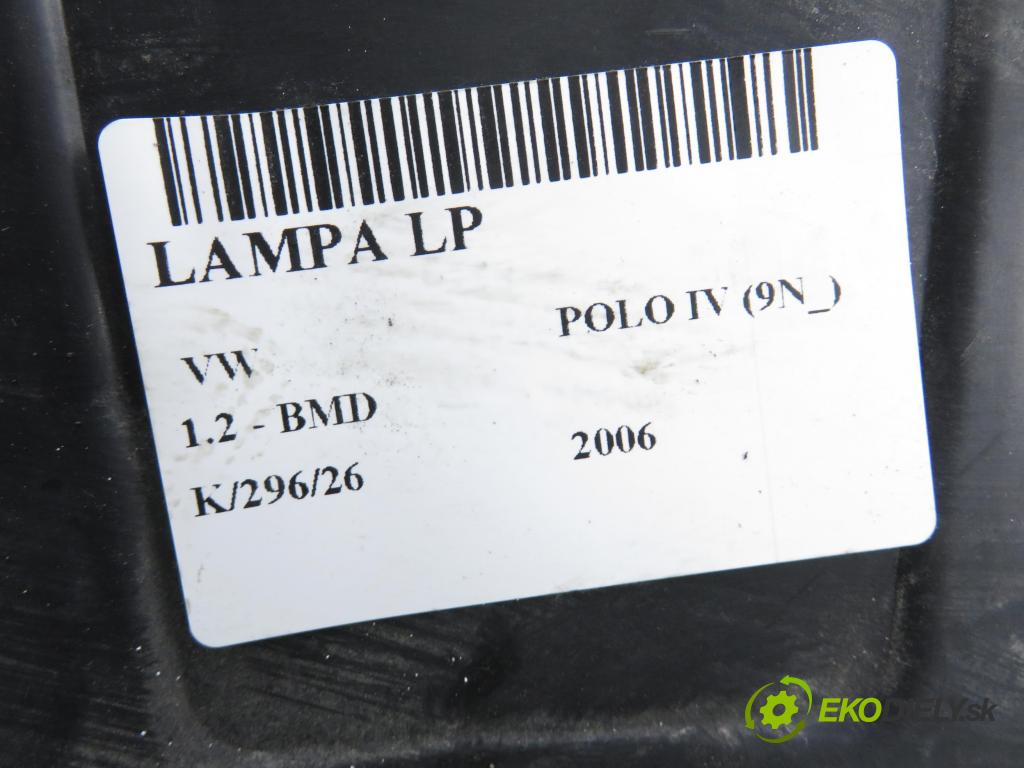 LAMPA LP
VW POLO IV (9N_)
1.2 - BMD
K/296/26 2006
EKODIELY.sk